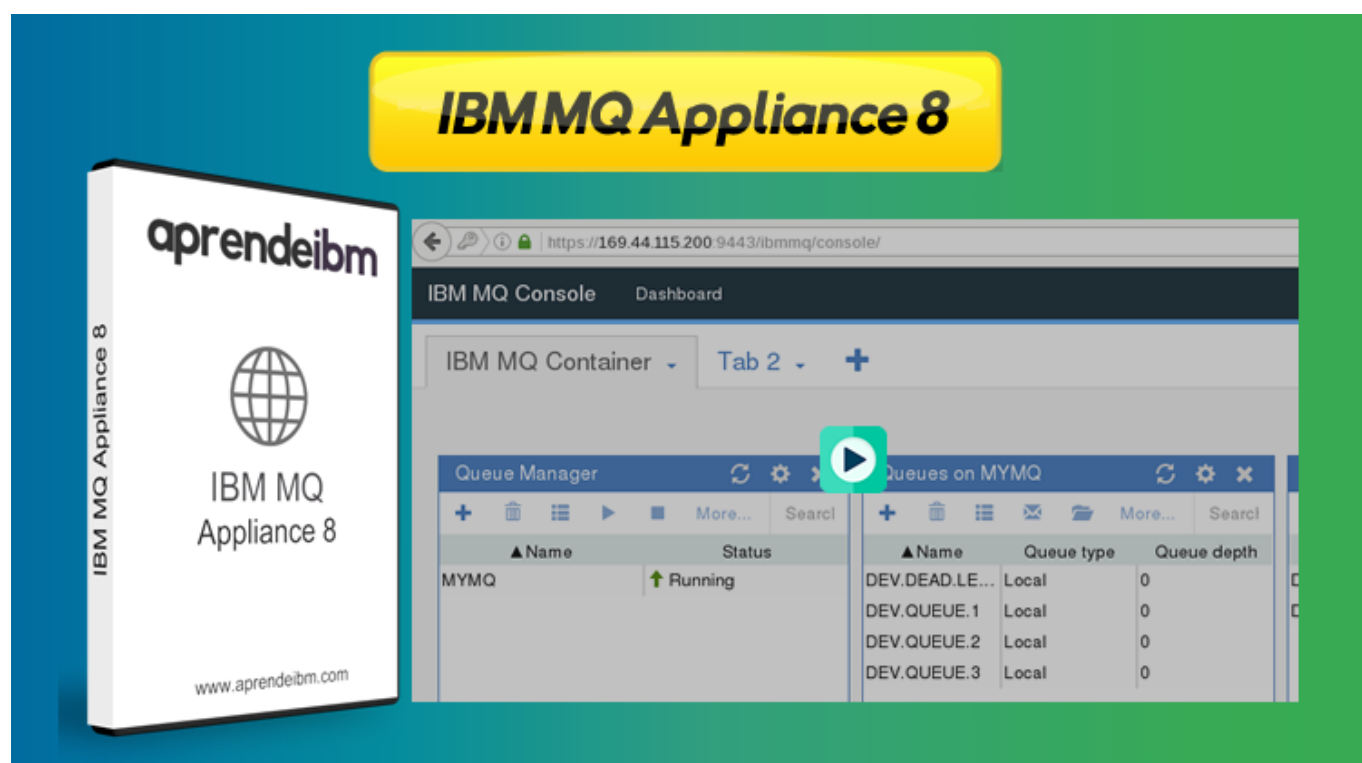 IBM MQ Appliance 8
aprendeibm
IBM MQ
Appliance 8
www.aprendeibm.com
IBM MQ Appliance 8
https://169.44.115.200:9443/ibmmq/console/
IBM MQ Console Dashboard
IBM MQ Container Tab 2
Queue Manager
More... Searcl
Name Status
MYMQ Running
Queues on MYMQ
More... Searcl
Name Queue type Queue depth
DEV.DEAD.LE... Local 0
DEV.QUEUE.1 Local 0
DEV.QUEUE.2 Local 0
DEV.QUEUE.3 Local 0